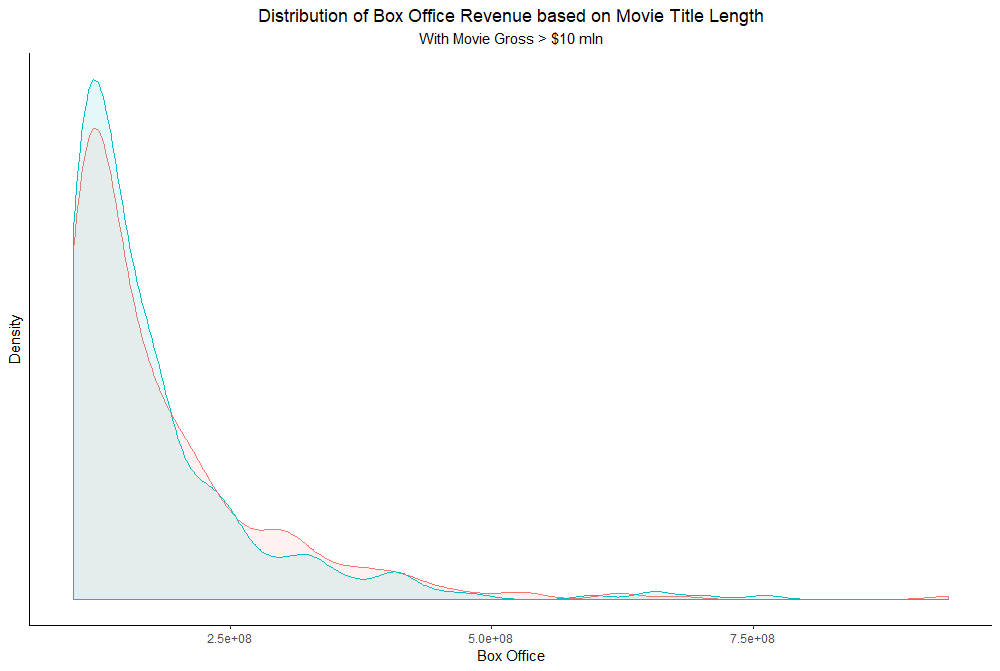 Distribution of Box Office Revenue based on Movie Title Length
With Movie Gross > $10 mln
Density
2.5e+08
5.0e+08
7.5e+08
Box Office